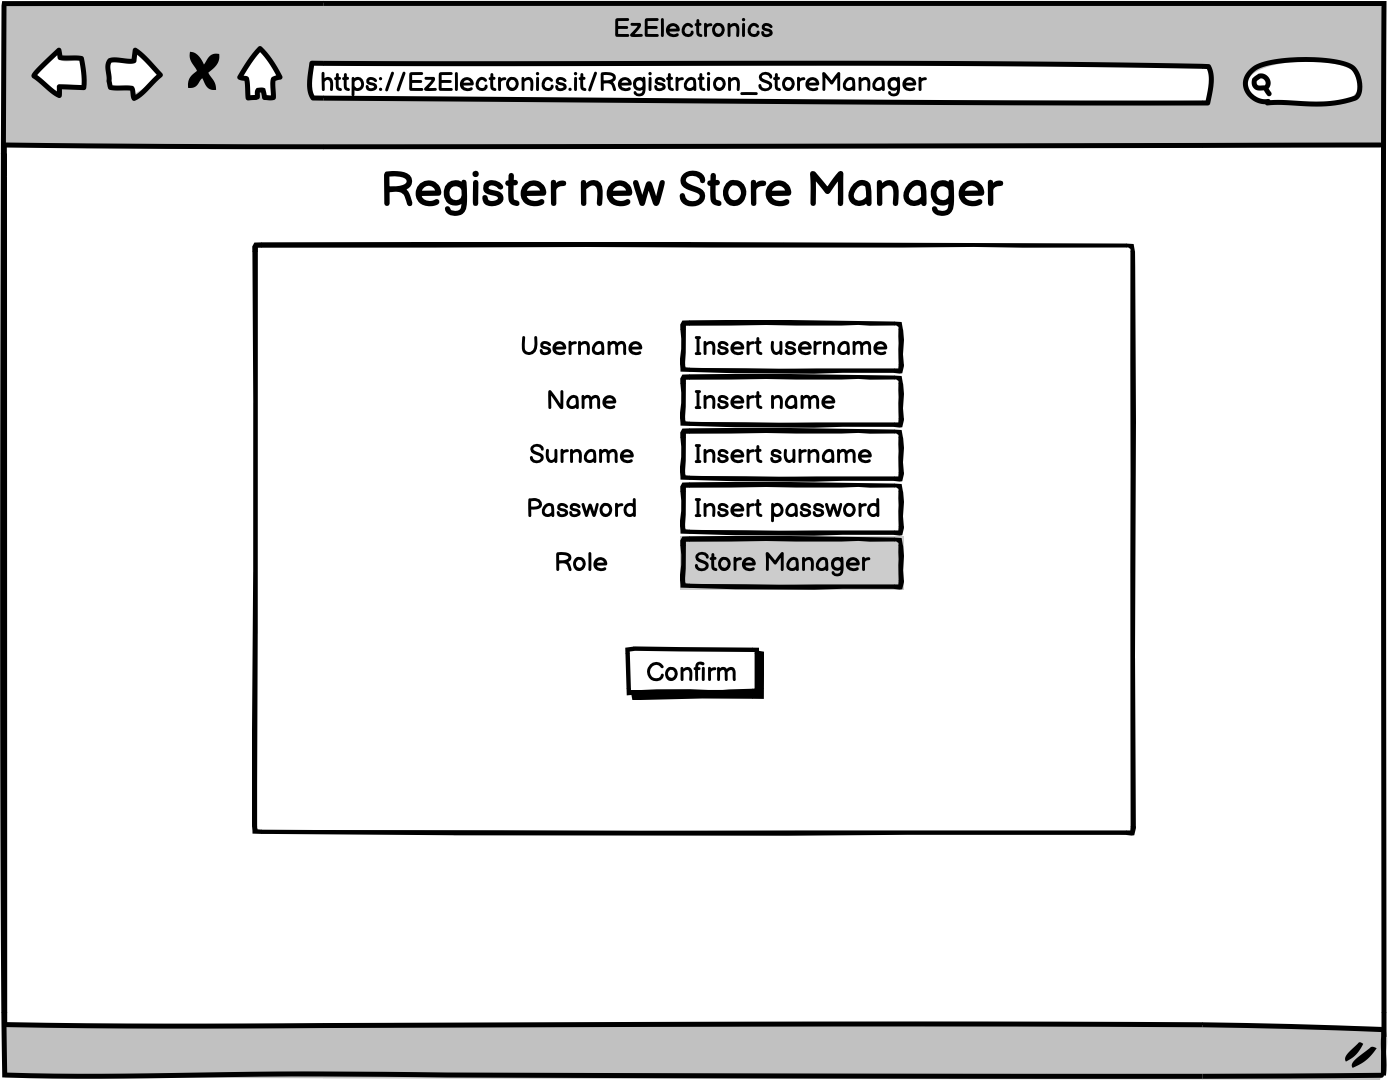 EzElectronics
https://EzElectronics.it/Registration_StoreManager
Register new Store Manager
Username Insert username
Name Insert name
Surname Insert surname
Password Insert password
Role Store Manager
Confirm